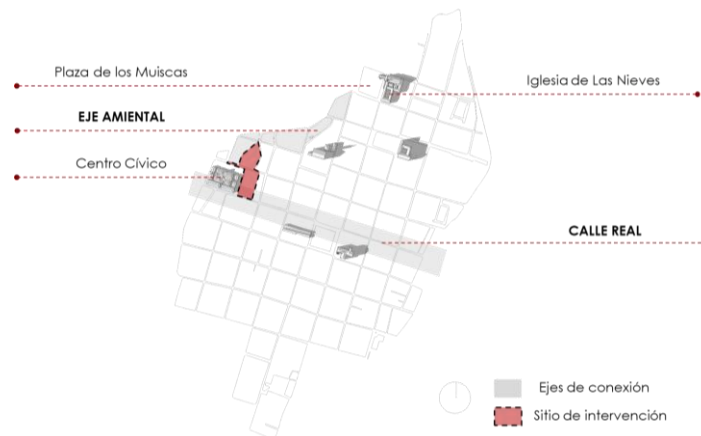 Plaza de los Muiscas
Iglesia de Las Nieves
EJE AMIENTAL
Centro Cívico
CALLE REAL
Ejes de conexión
Sitio de intervención